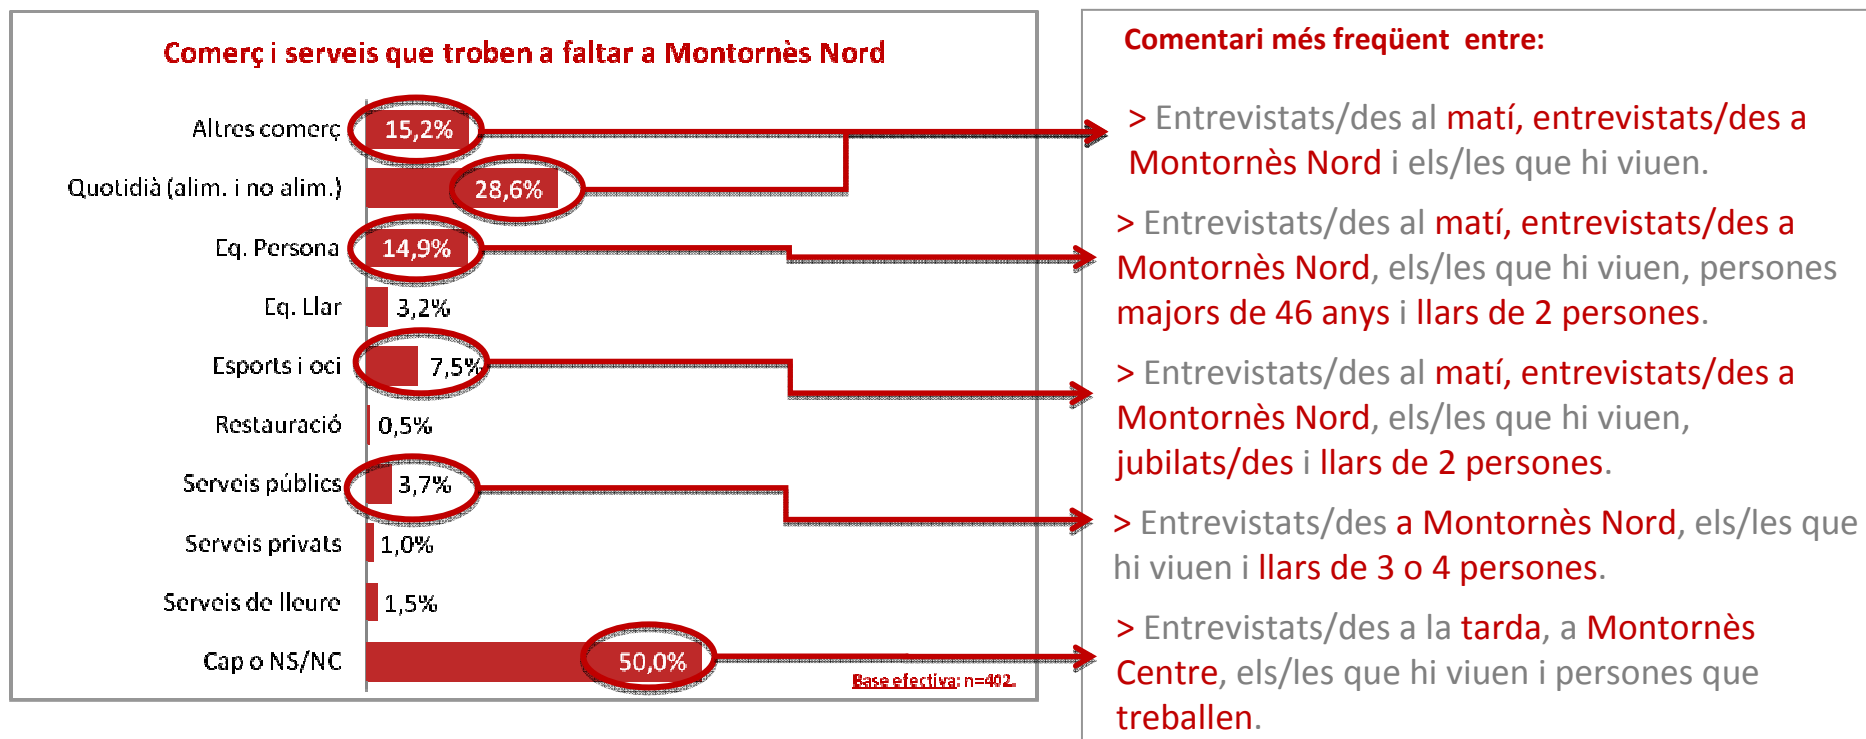 Comerç i serveis que troben a faltar a Montornès Nord
Altres comerç 15,2%
Quotidià (alim. i no alim.) 28,6%
Eq. Persona 14,9%
Eq. Llar 3,2%
Esports i oci 7,5%
Restauració 0,5%
Serveis públics 3,7%
Serveis privats 1,0%
Serveis de lleure 1,5%
Cap o NS/NC 50,0%
Base efectiva: n=402.
Comentari més freqüent entre:
> Entrevistats/des al matí, entrevistats/des a
Montornès Nord i els/les que hi viuen.
> Entrevistats/des al matí, entrevistats/des a
Montornès Nord, els/les que hi viuen, persones
majors de 46 anys i llars de 2 persones.
> Entrevistats/des al matí, entrevistats/des a
Montornès Nord, els/les que hi viuen,
jubilats/des i llars de 2 persones.
> Entrevistats/des a Montornès Nord, els/les que
hi viuen i llars de 3 o 4 persones.
> Entrevistats/des a la tarda, a Montornès
Centre, els/les que hi viuen i persones que
treballen.